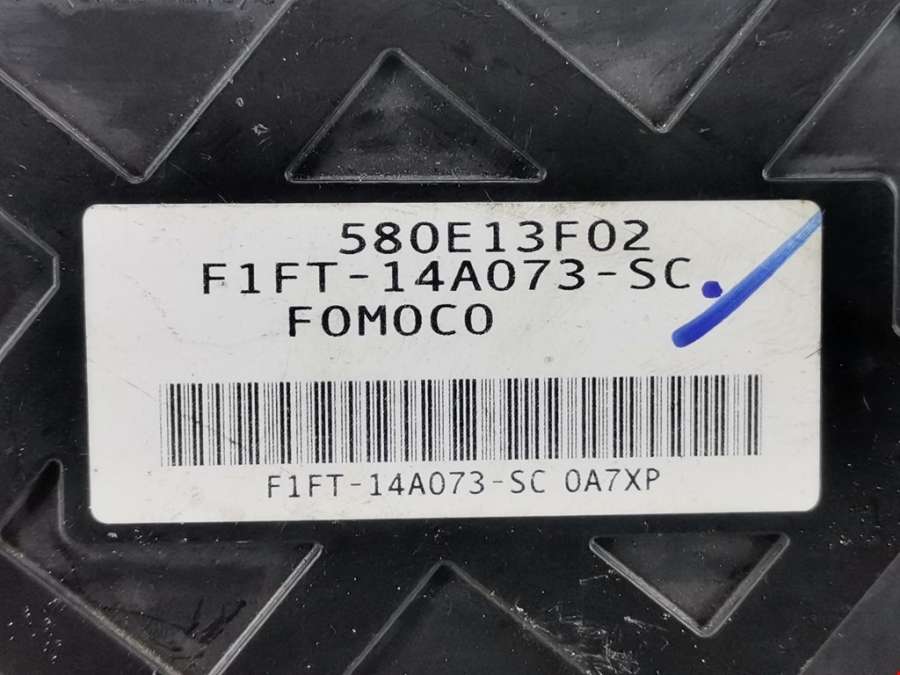 580E13F02
F1FT-14A073-SC
FOMOCO
F1FT-14A073-SC 0A7XP